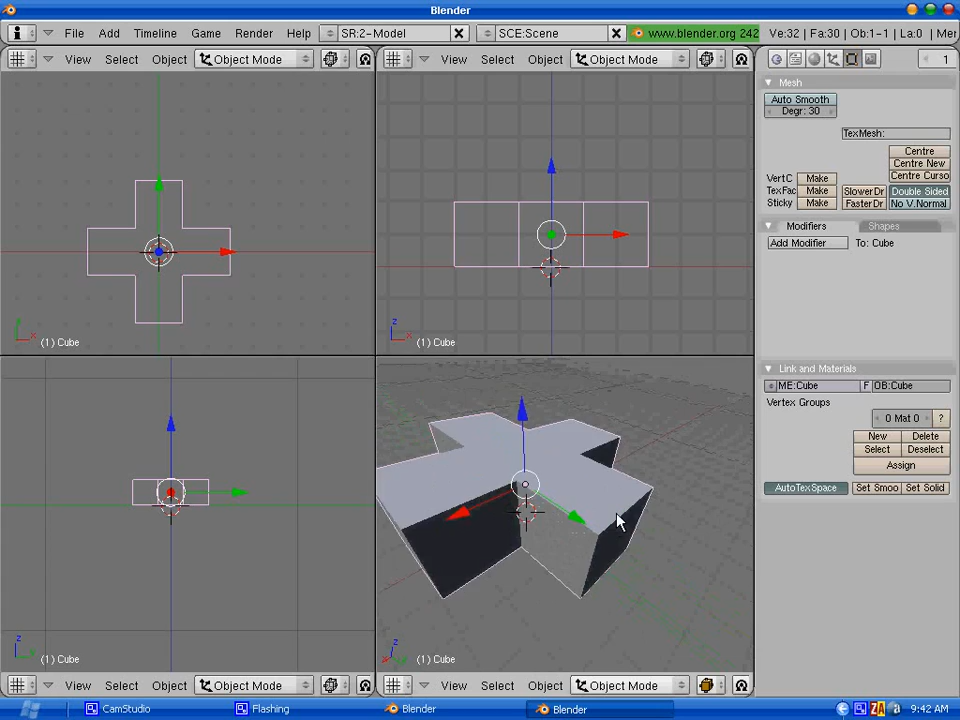 Blender
File Add Timeline Game Render Help SR:2-Model SCE:Scene www.blender.org 242 Ve:32 | Fa:30 | Ob:1-1 | La:0 | Mer
View Select Object Object Mode
View Select Object Object Mode
1
Mesh
Auto Smooth
Degr: 30
TexMesh:
Centre
Centre New
Centre Curso
VertC Make
TexFac Make
Sticky Make
SlowerDr
FasterDr
Double Sided
No V.Normal
Modifiers Shapes
Add Modifier To: Cube
z
x
(1) Cube
(1) Cube
Link and Materials
ME:Cube F OB:Cube
Vertex Groups
0 Mat 0 ?
New Delete
Select Deselect
Assign
AutoTexSpace Set Smoo Set Solid
z
z
(1) Cube
(1) Cube
View Select Object Object Mode
View Select Object Object Mode
CamStudio Flashing Blender Blender 9:42 AM